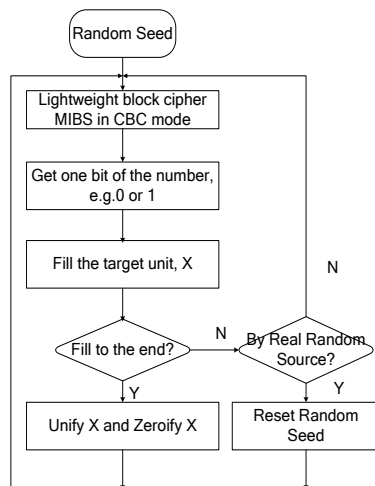 Random Seed
Lightweight block cipher
MIBS in CBC mode
Get one bit of the number,
e.g.0 or 1
Fill the target unit, X
N
Fill to the end?
N
By Real Random
Source?
Y
Y
Unify X and Zeroify X
Reset Random
Seed